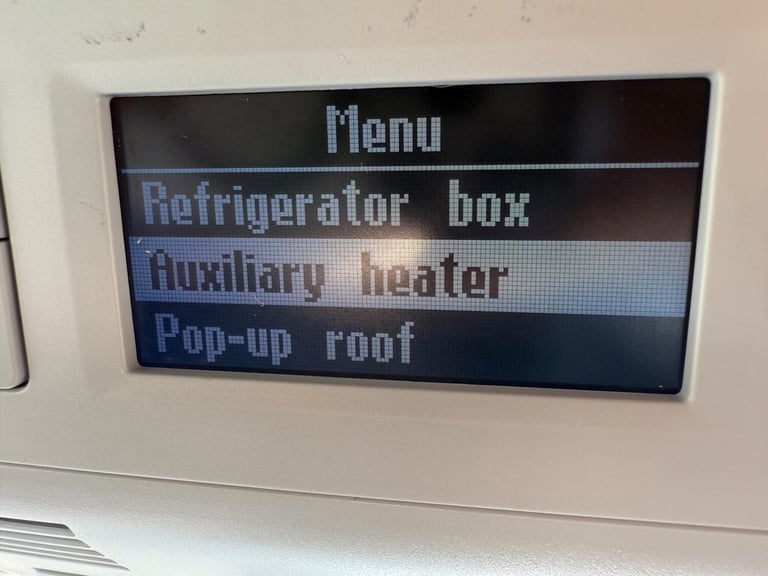 Menu
Refrigerator box
Auxiliary heater
Pop-up roof